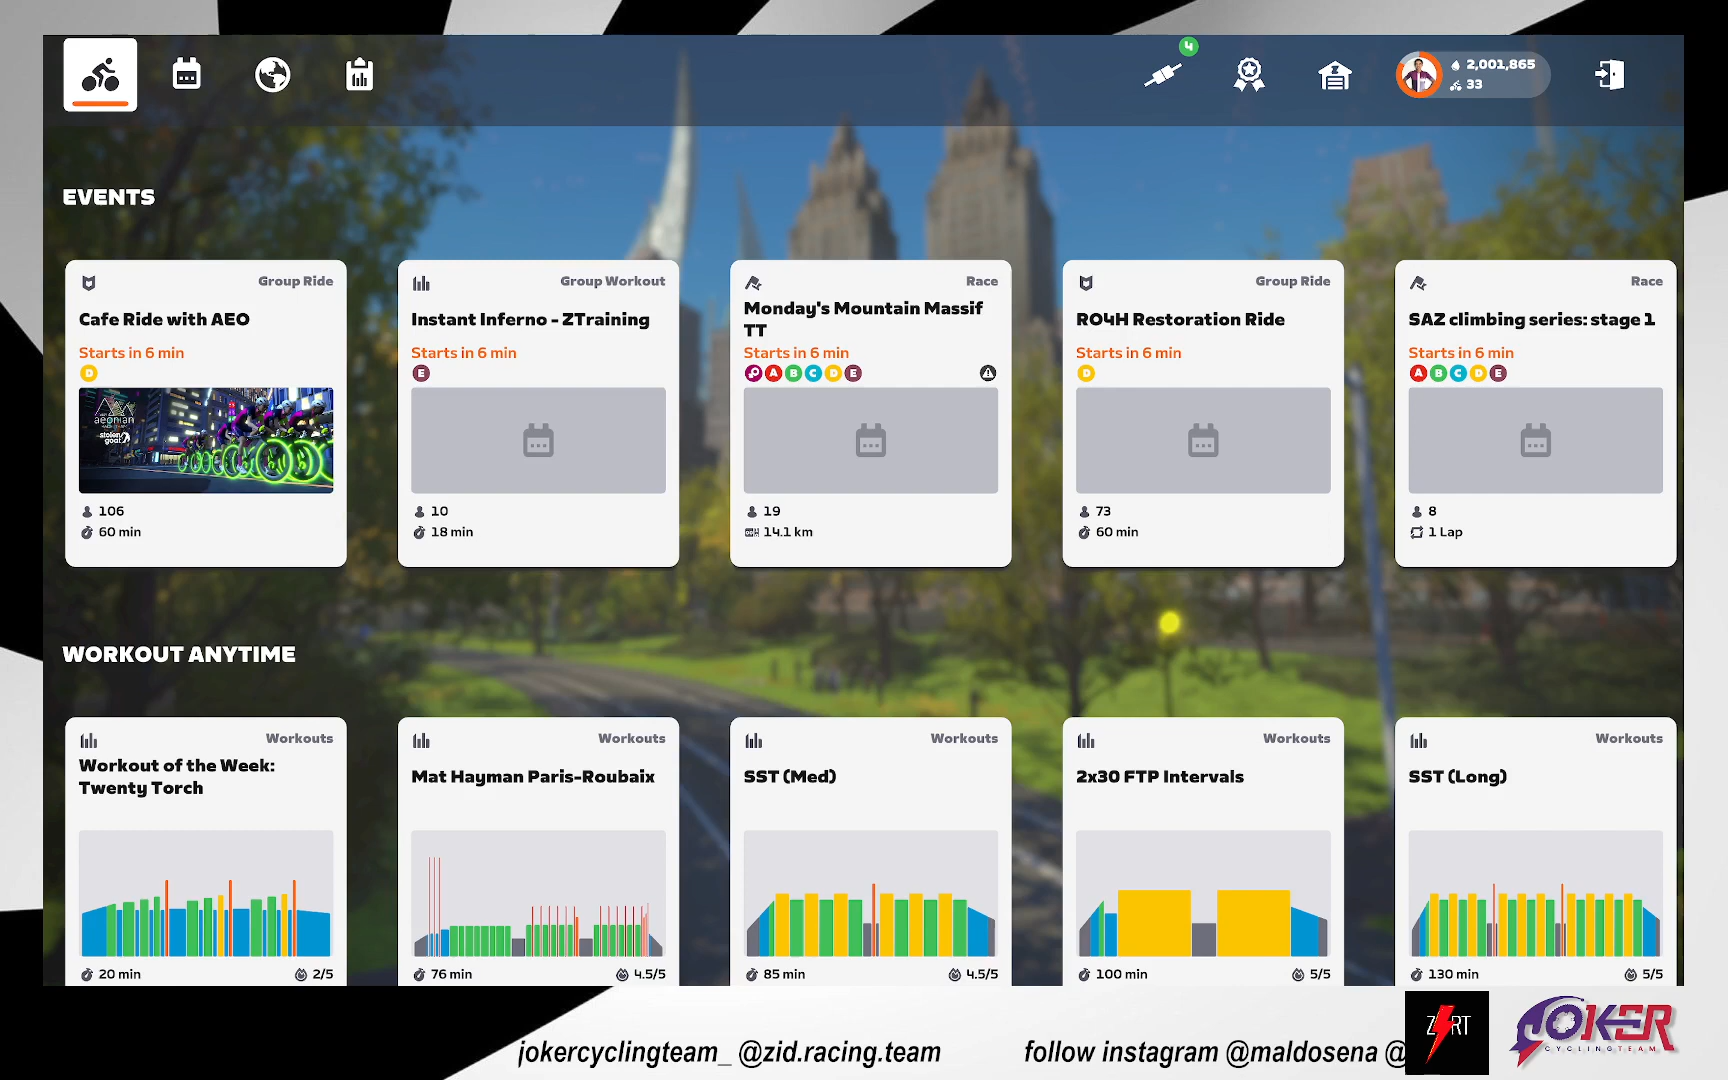 4
2,001,865
33
EVENTS
Group Ride
Cafe Ride with AEO
Starts in 6 min
D
aeonian
stolen goat
106
60 min
Group Workout
Instant Inferno - ZTraining
Starts in 6 min
E
10
18 min
Race
Monday's Mountain Massif
TT
Starts in 6 min
A B C D E
19
14.1 km
Group Ride
RO4H Restoration Ride
Starts in 6 min
D
73
60 min
Race
SAZ climbing series: stage 1
Starts in 6 min
A B C D E
8
1 Lap
WORKOUT ANYTIME
Workouts
Workout of the Week:
Twenty Torch
20 min 2/5
Workouts
Mat Hayman Paris-Roubaix
76 min 4.5/5
Workouts
SST (Med)
85 min 4.5/5
Workouts
2x30 FTP Intervals
100 min 5/5
Workouts
SST (Long)
130 min 5/5
jokercyclingteam_ @zid.racing.team follow instagram @maldosena @
JOKER
CYCLINGTEAM